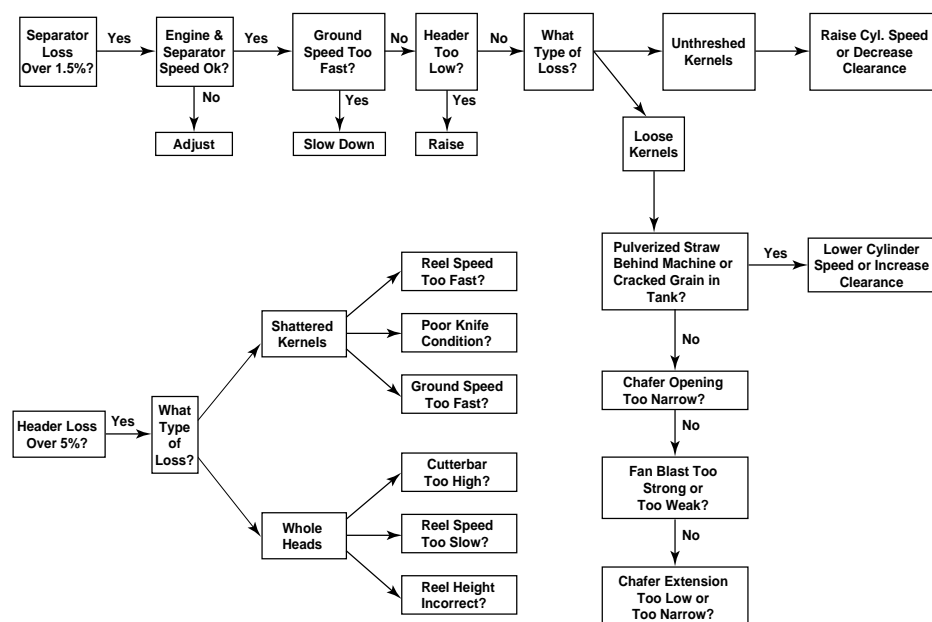 Separator
Loss
Over 1.5%?
Yes
Engine &
Separator
Speed Ok?
Yes
Ground
Speed Too
Fast?
No
Header
Too
Low?
No
What
Type of
Loss?
Unthreshed
Kernels
Raise Cyl. Speed
or Decrease
Clearance
No
Yes
Yes
Adjust
Slow Down
Raise
Loose
Kernels
Pulverized Straw
Behind Machine or
Cracked Grain in
Tank?
Yes
Lower Cylinder
Speed or Increase
Clearance
No
Chafer Opening
Too Narrow?
No
Fan Blast Too
Strong or
Too Weak?
No
Chafer Extension
Too Low or
Too Narrow?
Header Loss
Over 5%?
Yes
What
Type
of
Loss?
Shattered
Kernels
Reel Speed
Too Fast?
Poor Knife
Condition?
Ground Speed
Too Fast?
Whole
Heads
Cutterbar
Too High?
Reel Speed
Too Slow?
Reel Height
Incorrect?